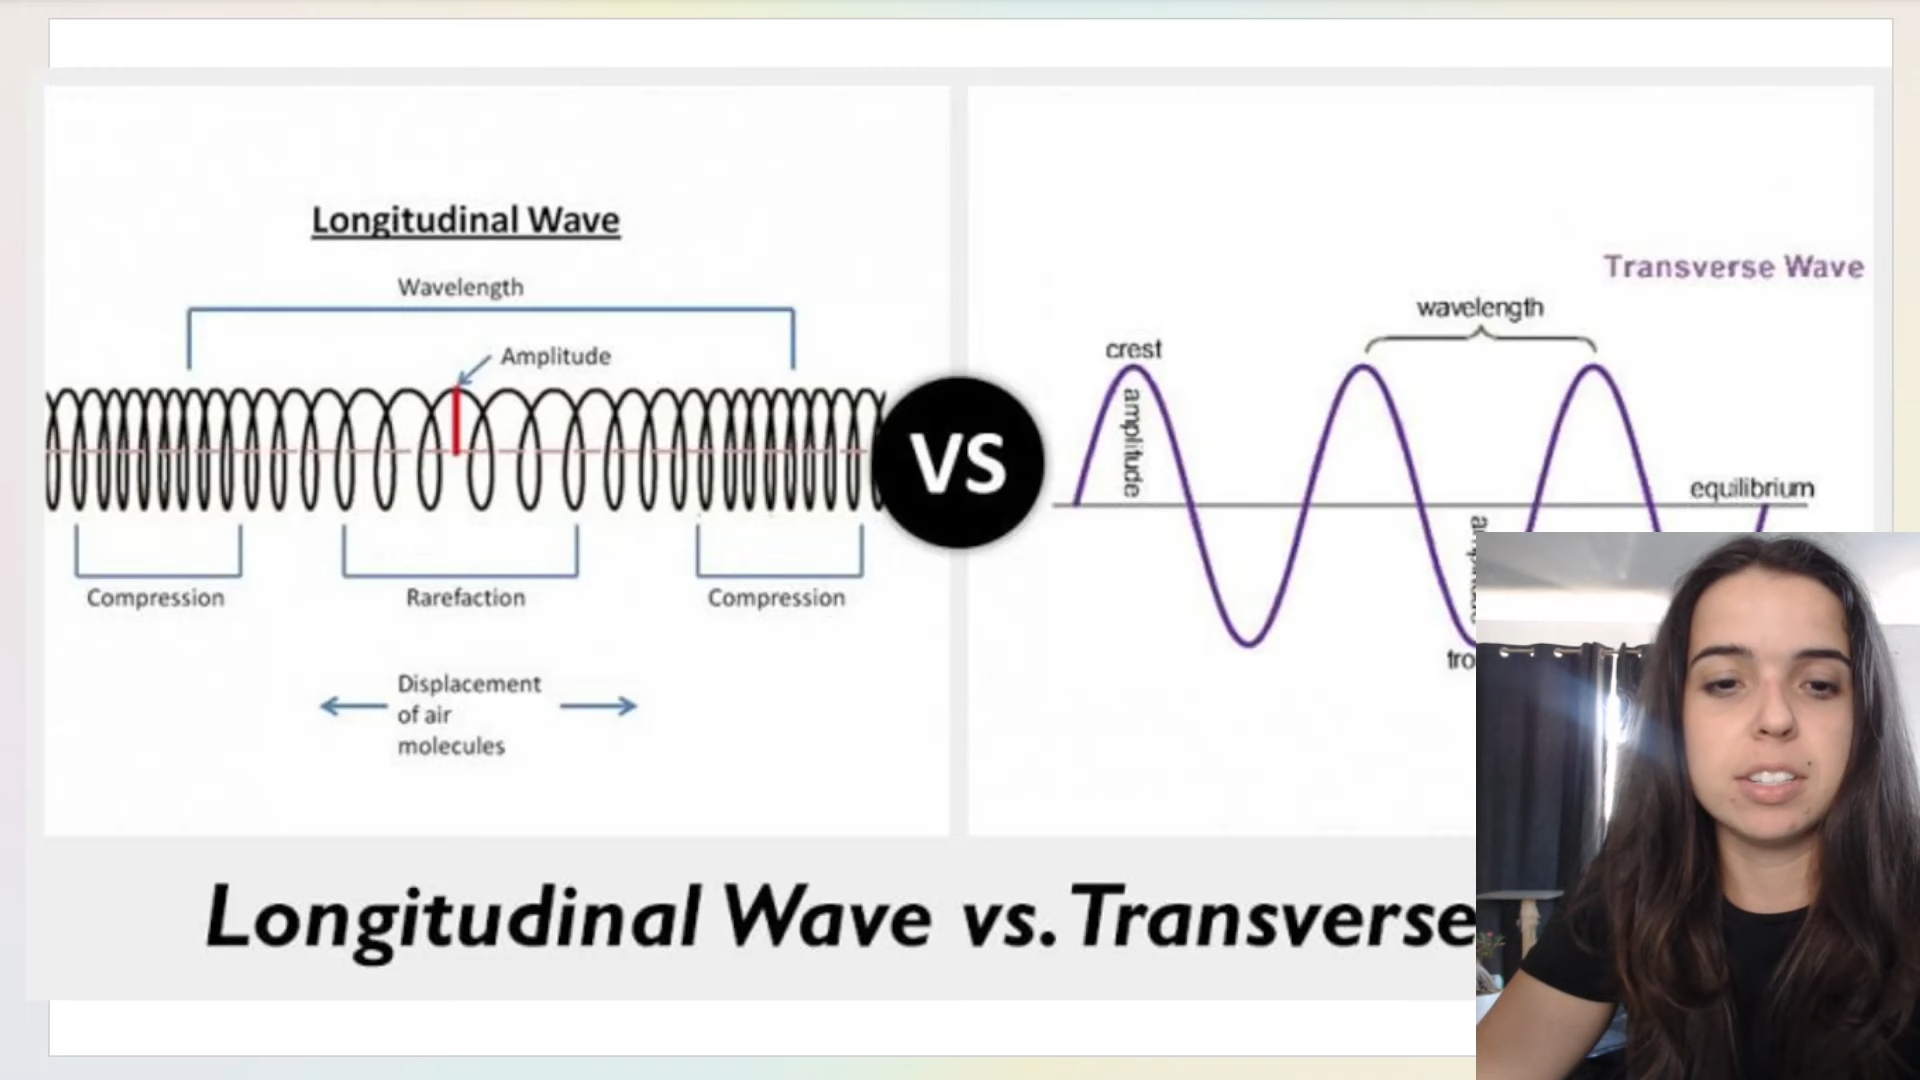 Longitudinal Wave
Wavelength
Amplitude
Compression
Rarefaction
Compression
Displacement
of air
molecules
VS
Transverse Wave
wavelength
crest
amplitude
equilibrium
Longitudinal Wave vs. Transverse